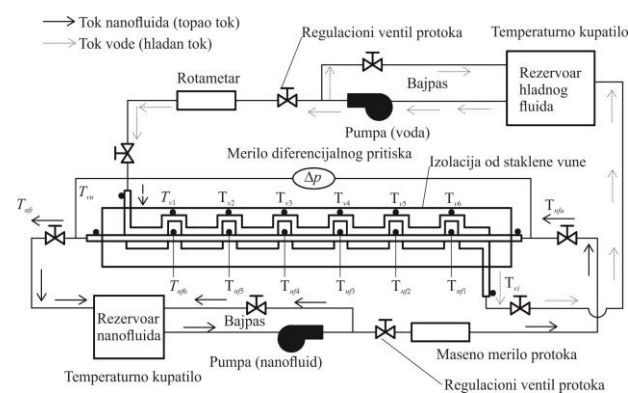 Tok nanofluida (topao tok)
Tok vode (hladan tok)
Regulacioni ventil protoka
Temperaturno kupatilo
Rotametar
Bajpas
Rezervoar
hladnog
fluida
Pumpa (voda)
Merilo diferencijalnog pritiska
Izolacija od staklene vune
Δp
T_vu
T_v1 T_v2 T_v3 T_v4 T_v5 T_v6
T_nfi
T_nfu
T_nf6 T_nf5 T_nf4 T_nf3 T_nf2 T_nf1
T_vi
Rezervoar
nanofluida
Bajpas
Pumpa (nanofluid)
Maseno merilo protoka
Temperaturno kupatilo
Regulacioni ventil protoka